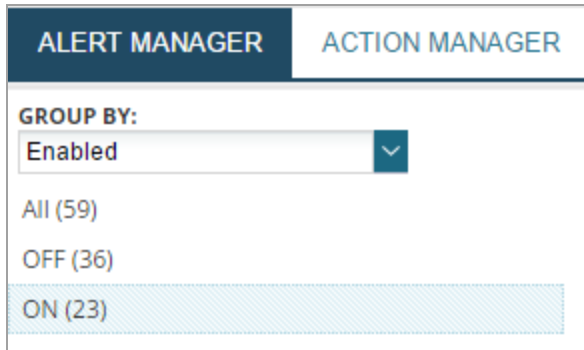 ALERT MANAGER ACTION MANAGER
GROUP BY:
Enabled
All (59)
OFF (36)
ON (23)